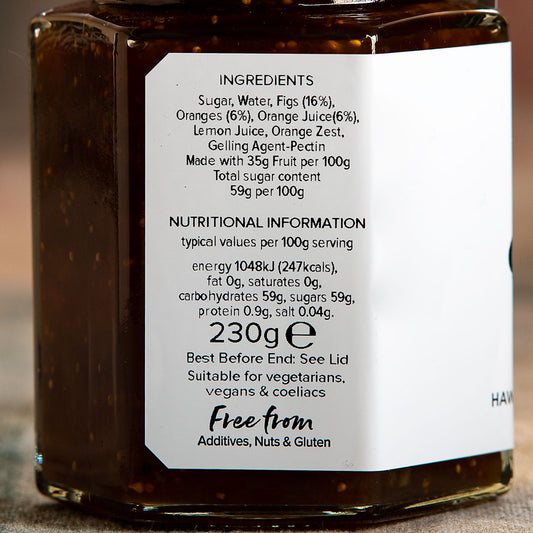 INGREDIENTS
Sugar, Water, Figs (16%),
Oranges (6%), Orange Juice(6%),
Lemon Juice, Orange Zest,
Gelling Agent-Pectin
Made with 35g Fruit per 100g
Total sugar content
59g per 100g
NUTRITIONAL INFORMATION
typical values per 100g serving
energy 1048kJ (247kcals),
fat 0g, saturates 0g,
carbohydrates 59g, sugars 59g,
protein 0.9g, salt 0.04g.
230g e
Best Before End: See Lid
Suitable for vegetarians,
vegans & coeliacs
Free from
Additives, Nuts & Gluten
HAW